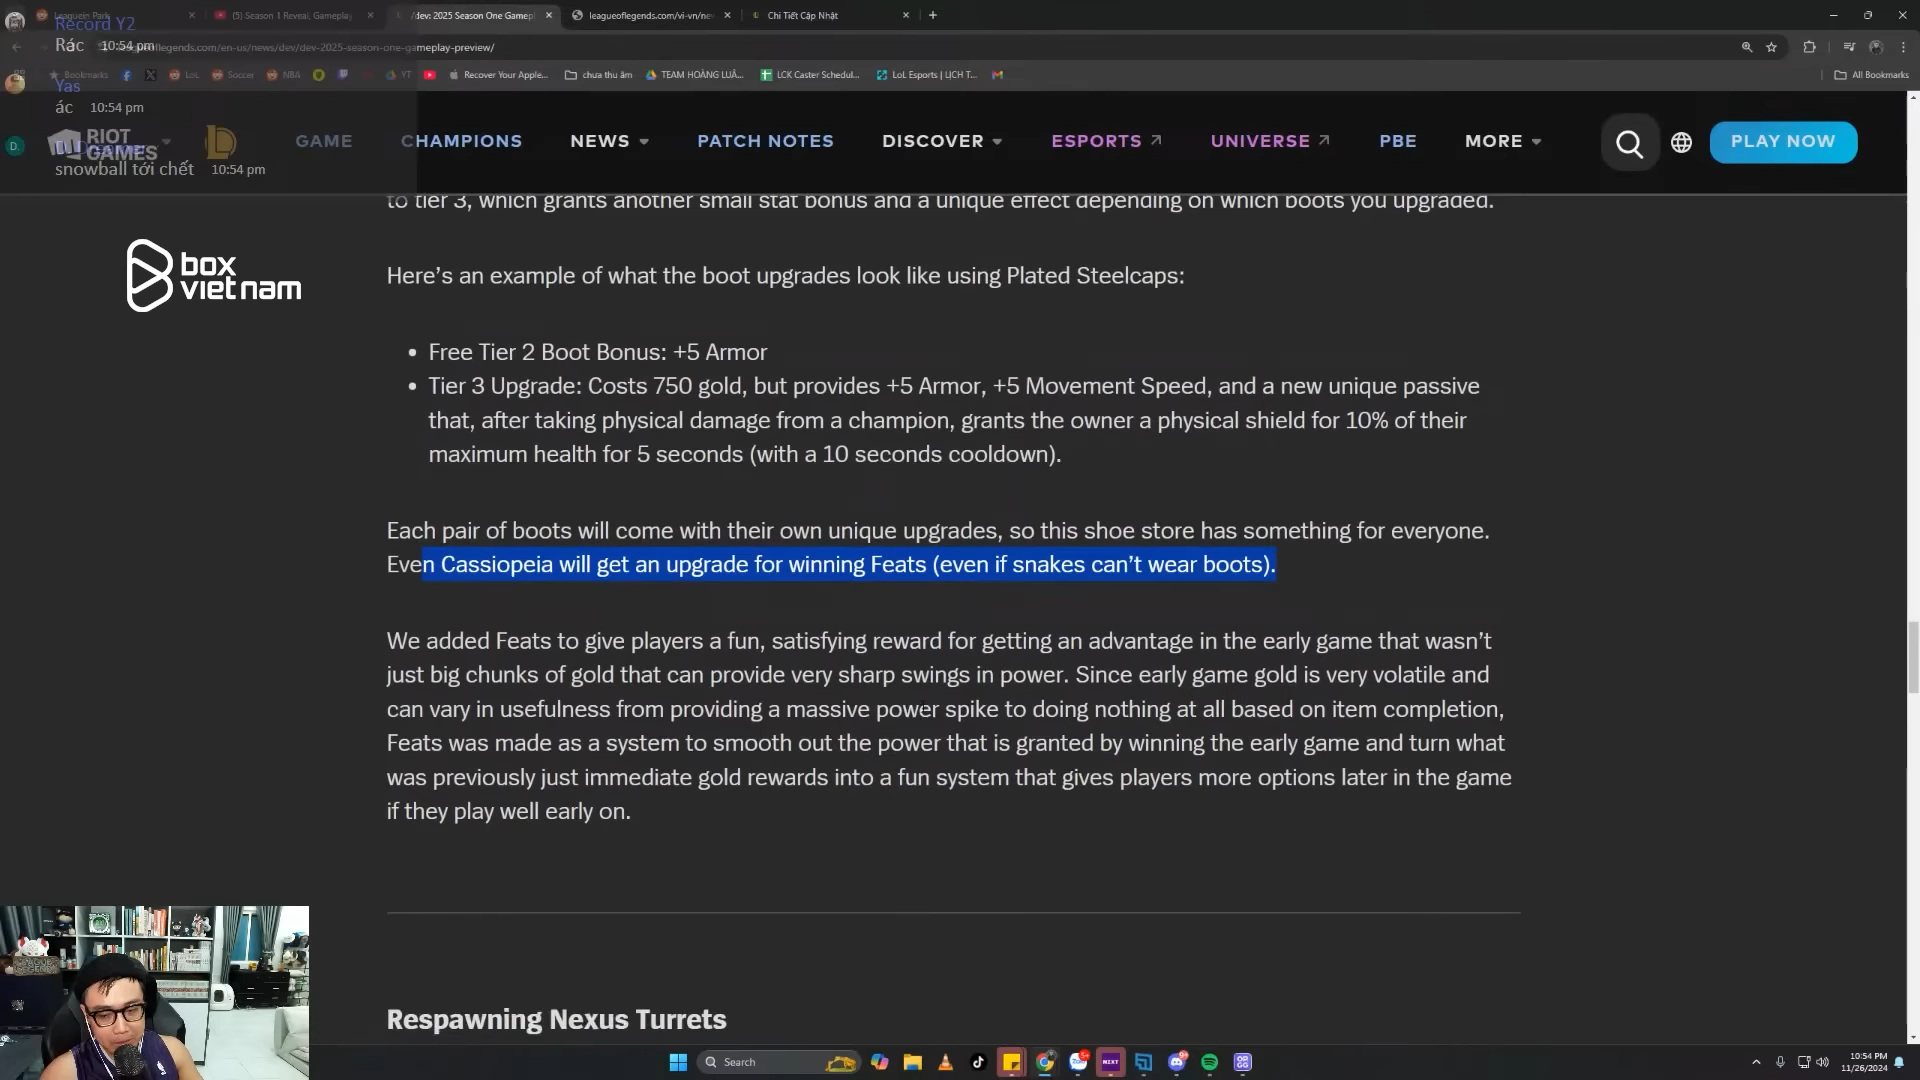 Leaguein Park
(5) Season 1 Reveal, Gameplay
/dev: 2025 Season One Gamepl
leagueoflegends.com/vi-vn/ne
Chi Tiết Cập Nhật
Record Y2
Rác 10:54 pm
leagueoflegends.com/en-us/news/dev/dev-2025-season-one-gameplay-preview/
Bookmarks
LoL
Soccer
NBA
YT
Recover Your Apple...
chưa thu âm
TEAM HOÀNG LUÂ...
LCK Caster Schedul...
LoL Esports | LỊCH T...
All Bookmarks
Yas
ác 10:54 pm
D.
RIOT GAMES
GAME
CHAMPIONS
NEWS
PATCH NOTES
DISCOVER
ESPORTS
UNIVERSE
PBE
MORE
PLAY NOW
snowball tới chết 10:54 pm
to tier 3, which grants another small stat bonus and a unique effect depending on which boots you upgraded.
box
vietnam
Here’s an example of what the boot upgrades look like using Plated Steelcaps:
• Free Tier 2 Boot Bonus: +5 Armor
• Tier 3 Upgrade: Costs 750 gold, but provides +5 Armor, +5 Movement Speed, and a new unique passive
that, after taking physical damage from a champion, grants the owner a physical shield for 10% of their
maximum health for 5 seconds (with a 10 seconds cooldown).
Each pair of boots will come with their own unique upgrades, so this shoe store has something for everyone.
Even Cassiopeia will get an upgrade for winning Feats (even if snakes can’t wear boots).
We added Feats to give players a fun, satisfying reward for getting an advantage in the early game that wasn’t
just big chunks of gold that can provide very sharp swings in power. Since early game gold is very volatile and
can vary in usefulness from providing a massive power spike to doing nothing at all based on item completion,
Feats was made as a system to smooth out the power that is granted by winning the early game and turn what
was previously just immediate gold rewards into a fun system that gives players more options later in the game
if they play well early on.
Respawning Nexus Turrets
Search
10:54 PM
11/26/2024